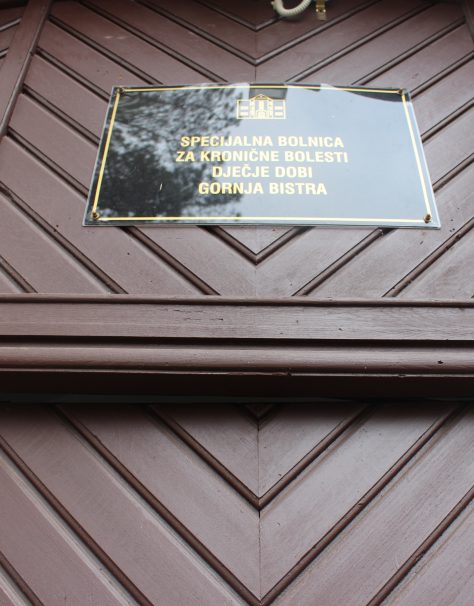 SPECIJALNA BOLNICA
ZA KRONIČNE BOLESTI
DJEČJE DOBI
GORNJA BISTRA